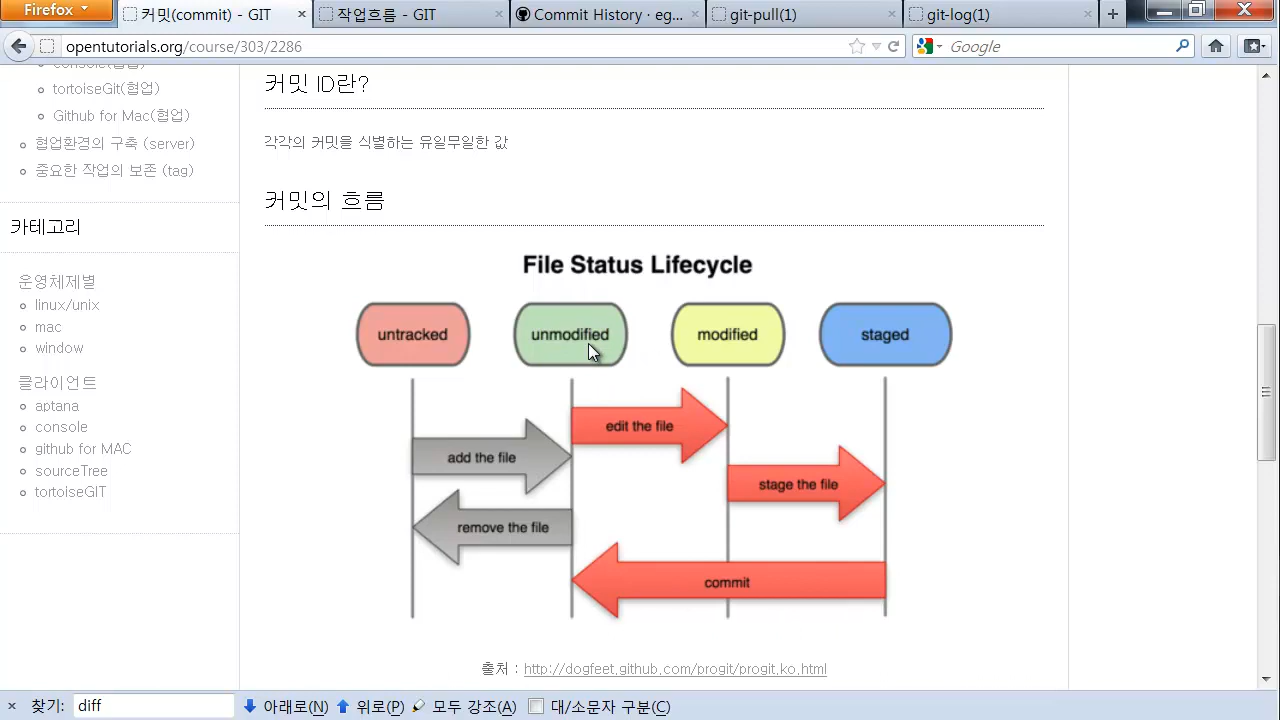 Firefox
커밋(commit) - GIT
작업흐름 - GIT
Commit History · eg...
git-pull(1)
git-log(1)
opentutorials.org/course/303/2286
Google
tortoiseGit(협업)
Github for Mac(협업)
협업환경의 구축 (server)
중요한 작업의 보존 (tag)
카테고리
운영체제별
linux/unix
mac
window
클라이언트
aptana
console
github for MAC
sourceTree
tortoiseGIT
커밋 ID란?
각각의 커밋을 식별하는 유일무일한 값
커밋의 흐름
File Status Lifecycle
untracked
unmodified
modified
staged
edit the file
add the file
stage the file
remove the file
commit
출처 : http://dogfeet.github.com/progit/progit.ko.html
찾기: diff 아래로(N) 위로(P) 모두 강조(A) 대/소문자 구분(C)